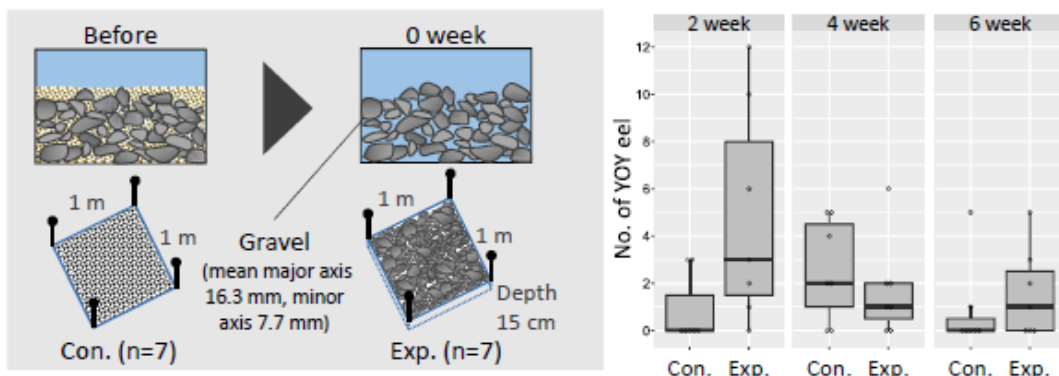 Before
0 week
1 m
1 m
Gravel
(mean major axis
16.3 mm, minor
axis 7.7 mm)
1 m
Depth
15 cm
Con. (n=7)
Exp. (n=7)
2 week
4 week
6 week
No. of YOY eel
12
10
8
6
4
2
0
Con.
Exp.
Con.
Exp.
Con.
Exp.